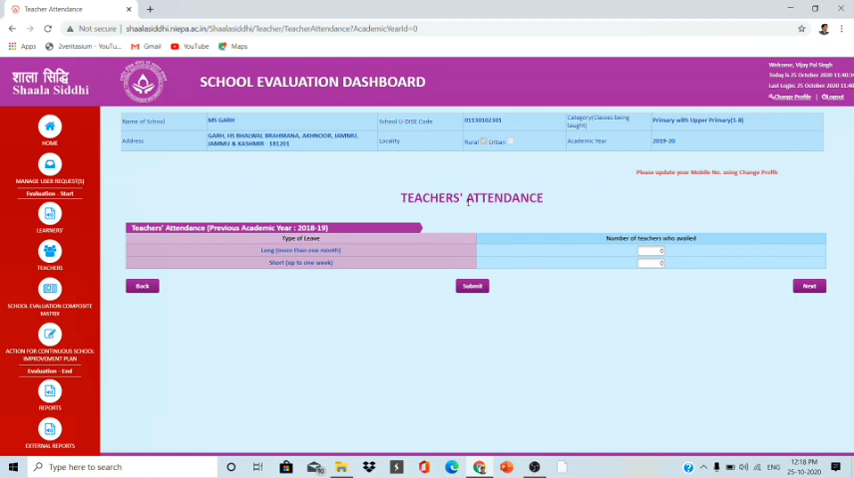 Teacher Attendance
Not secure | shaalasiddhi.niepa.ac.in/Shaalasiddhi/Teacher/TeacherAttendance?AcademicYearId=0
Apps 2veritasium - YouTu... Gmail YouTube Maps
शाला सिद्धि
Shaala Siddhi
SCHOOL EVALUATION DASHBOARD
Welcome, Vijay Pal Singh
Today is 25 October 2020 11:40:3
Last Login: 25 October 2020 11:40
Change Profile | Logout
HOME
MANAGE USER REQUEST(S)
Evaluation - Start
LEARNERS'
TEACHERS
SCHOOL EVALUATION COMPOSITE
MATRIX
ACTION FOR CONTINUOUS SCHOOL
IMPROVEMENT PLAN
Evaluation - End
REPORTS
EXTERNAL REPORTS
Name of School MS GARH School U-DISE Code 01130102301 Category(Classes being taught) Primary with Upper Primary(1-8)
Address GARH, HS BHALWAL BRAHMANA, AKHNOOR, JAMMU,
JAMMU & KASHMIR - 181201
Locality Rural Urban Academic Year 2019-20
Please update your Mobile No. using Change Profile
TEACHERS' ATTENDANCE
Teachers' Attendance (Previous Academic Year : 2018-19)
Type of Leave Number of teachers who availed
Long (more than one month) 0
Short (up to one week) 0
Back Submit Next
Type here to search
ENG
12:18 PM
25-10-2020